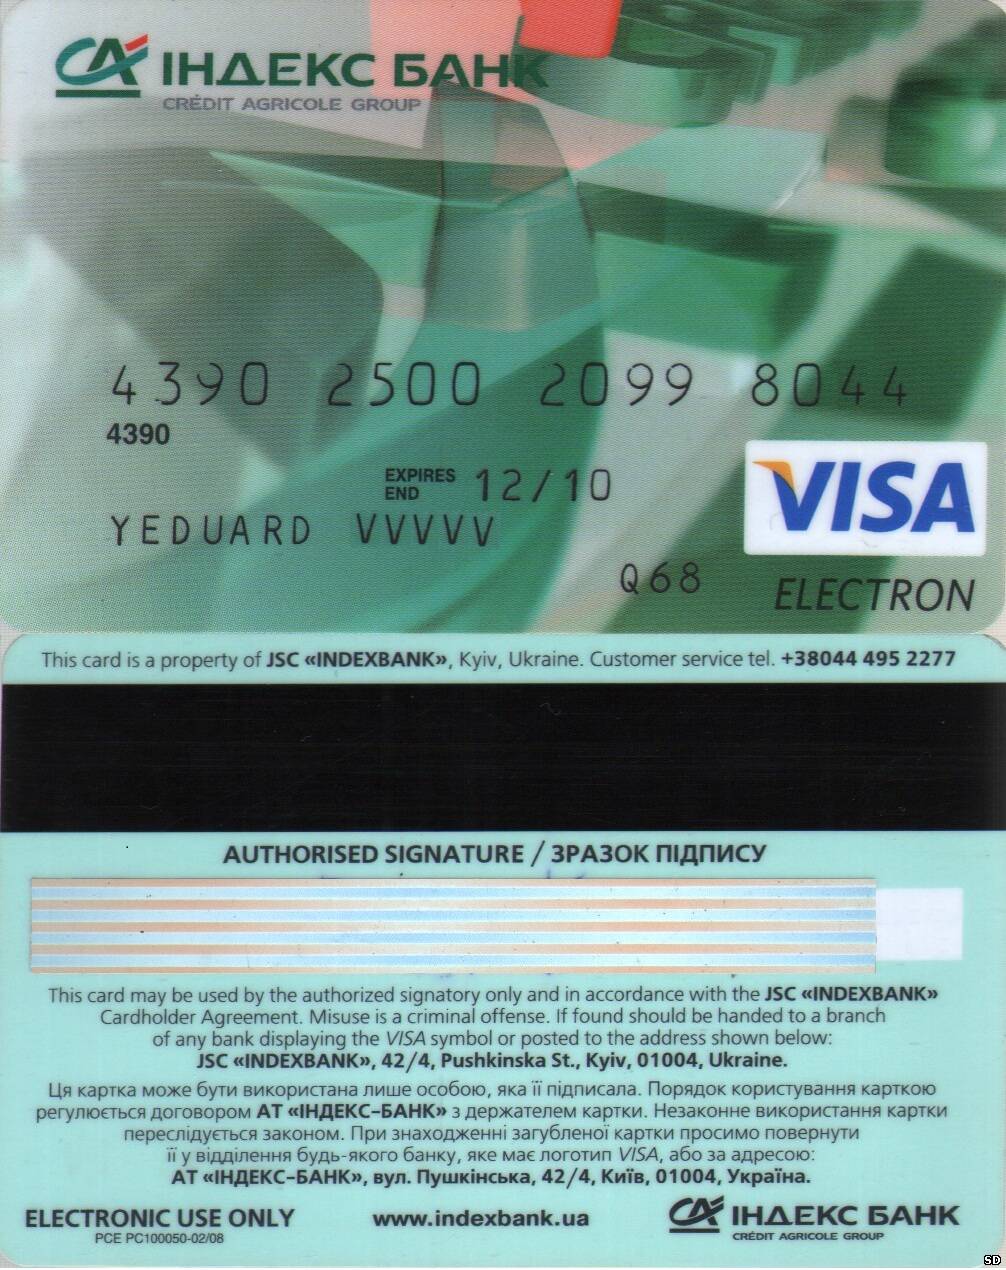 CA ІНДЕКС БАНК
CRÉDIT AGRICOLE GROUP
4390 2500 2099 8044
4390
EXPIRES END 12/10
YEDUARD VVVVV
VISA
Q68
ELECTRON
This card is a property of JSC «INDEXBANK», Kyiv, Ukraine. Customer service tel. +38044 495 2277
AUTHORISED SIGNATURE / ЗРАЗОК ПІДПИСУ
This card may be used by the authorized signatory only and in accordance with the JSC «INDEXBANK»
Cardholder Agreement. Misuse is a criminal offense. If found should be handed to a branch
of any bank displaying the VISA symbol or posted to the address shown below:
JSC «INDEXBANK», 42/4, Pushkinska St., Kyiv, 01004, Ukraine.
Ця картка може бути використана лише особою, яка її підписала. Порядок користування карткою
регулюється договором АТ «ІНДЕКС–БАНК» з держателем картки. Незаконне використання картки
переслідується законом. При знаходженні загубленої картки просимо повернути
її у відділення будь-якого банку, яке має логотип VISA, або за адресою:
АТ «ІНДЕКС–БАНК», вул. Пушкінська, 42/4, Київ, 01004, Україна.
ELECTRONIC USE ONLY
PCE PC100050-02/08
www.indexbank.ua
CA ІНДЕКС БАНК
CRÉDIT AGRICOLE GROUP
SD